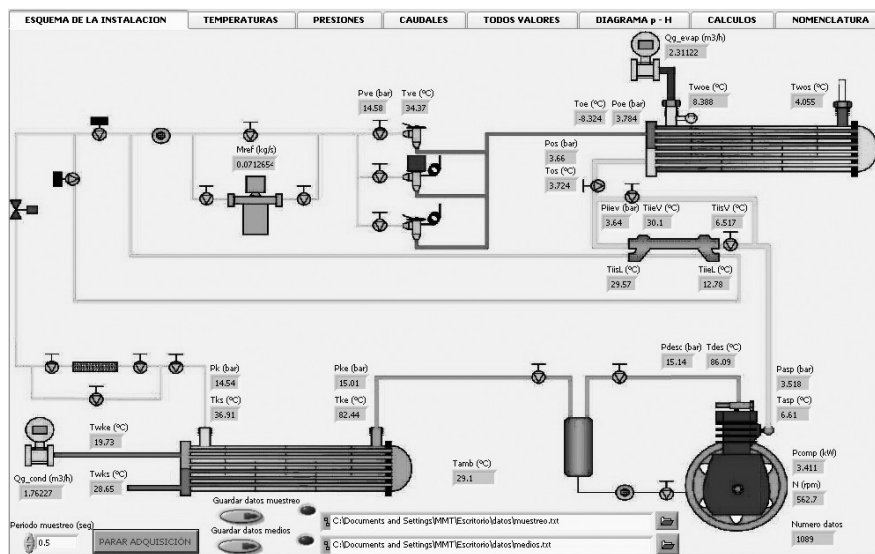 ESQUEMA DE LA INSTALACION TEMPERATURAS PRESIONES CAUDALES TODOS VALORES DIAGRAMA p - H CALCULOS NOMENCLATURA
Qg_evap (m3/h)
2.31122
Pve (bar) Tve (ºC)
14.58 34.37
Twoe (ºC) Twos (ºC)
8.388 4.055
Toe (ºC) Poe (bar)
-8.324 3.784
Mref (kg/s)
0.0712654
Pos (bar)
3.66
Tos (ºC)
3.724
Piiev (bar) TiieV (ºC) TiisV (ºC)
3.64 30.1 6.517
TiisL (ºC) TiieL (ºC)
29.57 12.78
Pk (bar) Pke (bar)
14.54 15.01
Tks (ºC) Tke (ºC)
36.91 82.44
Pdesc (bar) Tdes (ºC)
15.14 86.09
Pasp (bar)
3.518
Tasp (ºC)
6.61
Twke (ºC)
19.73
Twks (ºC)
28.65
Qg_cond (m3/h)
1.76227
Tamb (ºC)
29.1
Pcomp (kW)
3.411
N (rpm)
562.7
Numero datos
1089
Periodo muestreo (seg)
0.5
PARAR ADQUISICIÓN
Guardar datos muestreo
C:\Documents and Settings\MMT\Escritorio\datos\muestreo.txt
Guardar datos medios
C:\Documents and Settings\MMT\Escritorio\datos\medios.txt